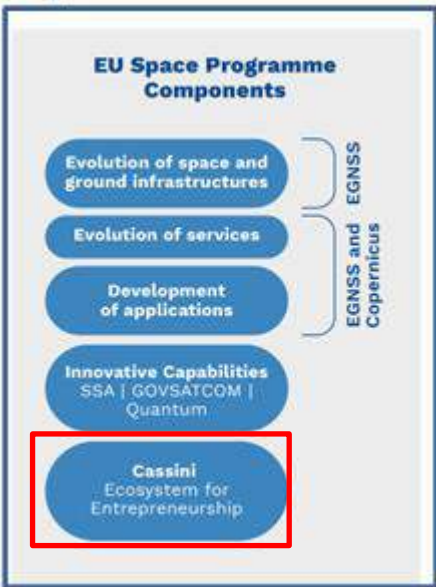 EU Space Programme
Components
Evolution of space and
ground infrastructures
EGNSS
Evolution of services
Development
of applications
EGNSS and
Copernicus
Innovative Capabilities
SSA | GOVSATCOM |
Quantum
Cassini
Ecosystem for
Entrepreneurship